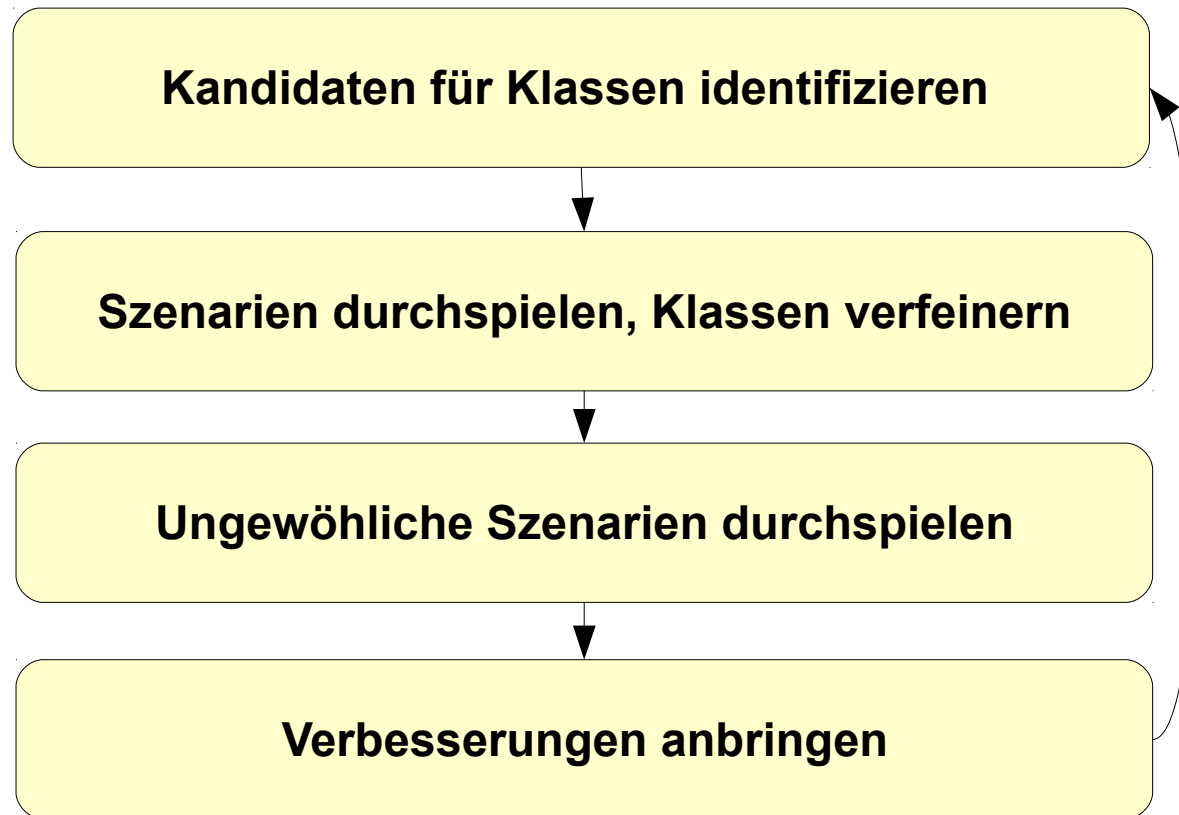 Kandidaten für Klassen identifizieren
Szenarien durchspielen, Klassen verfeinern
Ungewöhliche Szenarien durchspielen
Verbesserungen anbringen